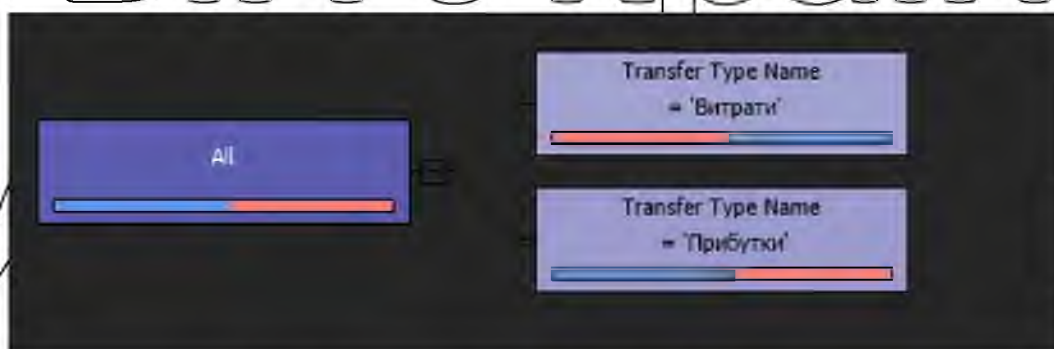 All
Transfer Type Name
= 'Витрати'
Transfer Type Name
= 'Прибутки'